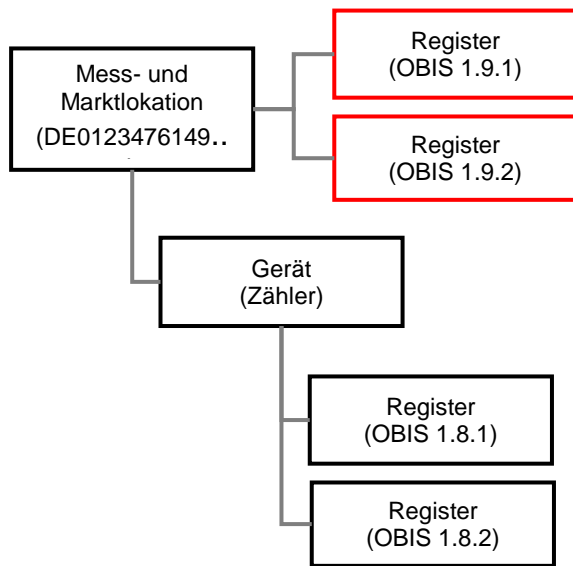 Mess- und
Marktlokation
(DE0123476149..
.
Register
(OBIS 1.9.1)
Register
(OBIS 1.9.2)
Gerät
(Zähler)
Register
(OBIS 1.8.1)
Register
(OBIS 1.8.2)